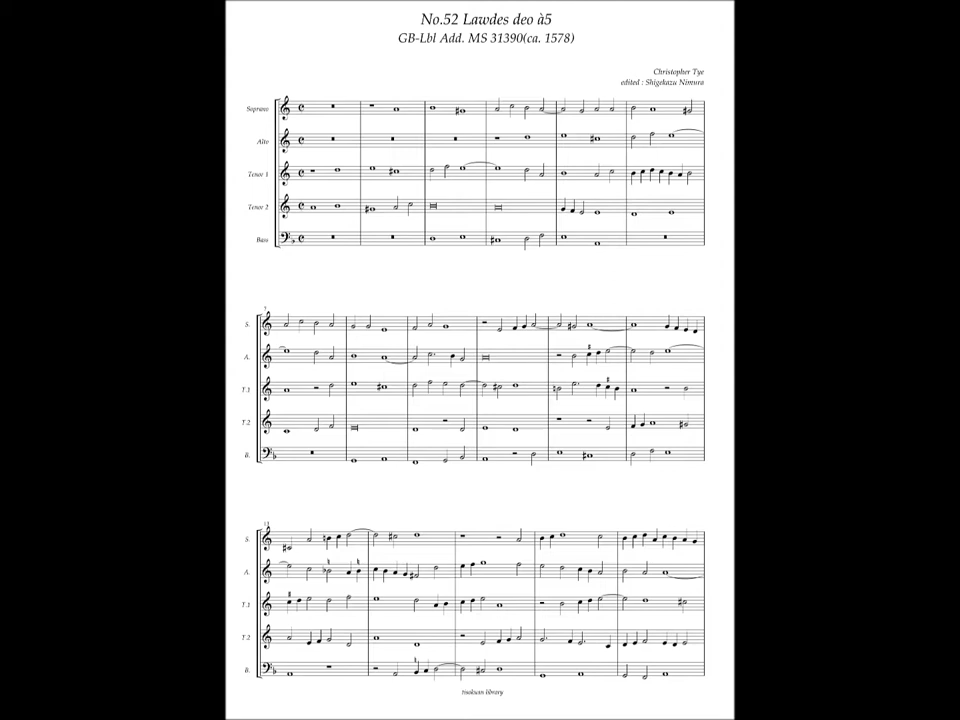 No.52 Lawdes deo à5
GB-Lbl Add. MS 31390(ca. 1578)
Christopher Tye
edited : Shigekazu Nimura
Soprano
Alto
Tenor 1
Tenor 2
Bass
7
S.
A.
T.1
T.2
B.
13
S.
A.
T.1
T.2
B.
tisokuan library